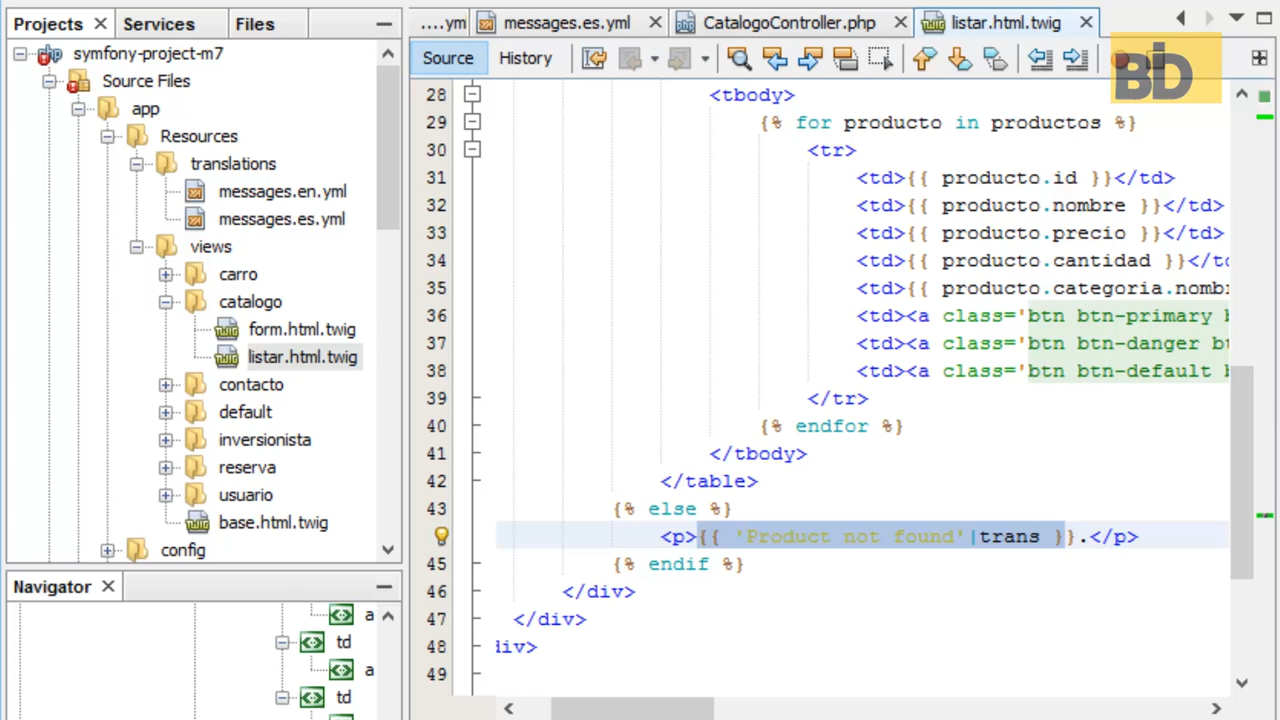 Projects
Services
Files
symfony-project-m7
Source Files
app
Resources
translations
messages.en.yml
messages.es.yml
views
carro
catalogo
form.html.twig
listar.html.twig
contacto
default
inversionista
reserva
usuario
base.html.twig
config
Navigator
a
td
a
td
....ym
messages.es.yml
CatalogoController.php
listar.html.twig
Source
History
BiD
28 <tbody>
29 {% for producto in productos %}
30 <tr>
31 <td>{{ producto.id }}</td>
32 <td>{{ producto.nombre }}</td>
33 <td>{{ producto.precio }}</td>
34 <td>{{ producto.cantidad }}</td
35 <td>{{ producto.categoria.nombr
36 <td><a class='btn btn-primary b
37 <td><a class='btn btn-danger bt
38 <td><a class='btn btn-default b
39 </tr>
40 {% endfor %}
41 </tbody>
42 </table>
43 {% else %}
<p>{{ 'Product not found'|trans }}.</p>
45 {% endif %}
46 </div>
47 </div>
48 div>
49